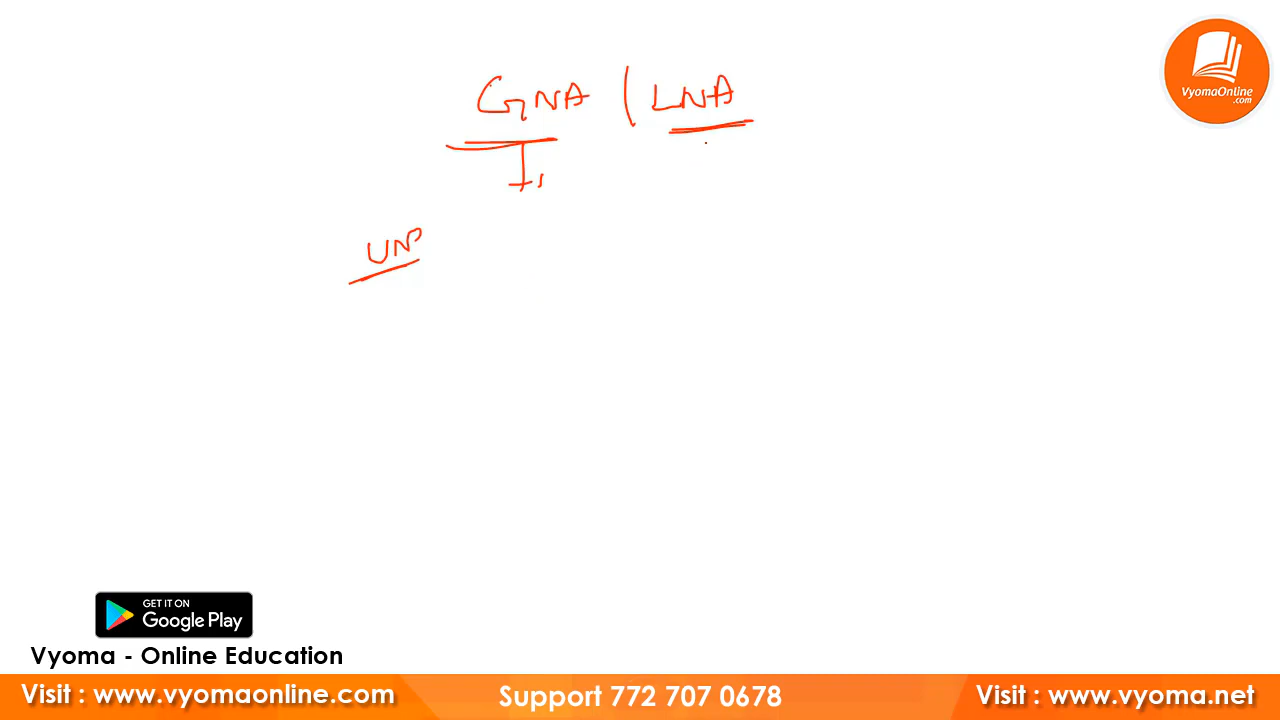 VyomaOnline
.com
GNA | LNA
GET IT ON
Google Play
Vyoma - Online Education
Visit : www.vyomaonline.com Support 772 707 0678 Visit : www.vyoma.net